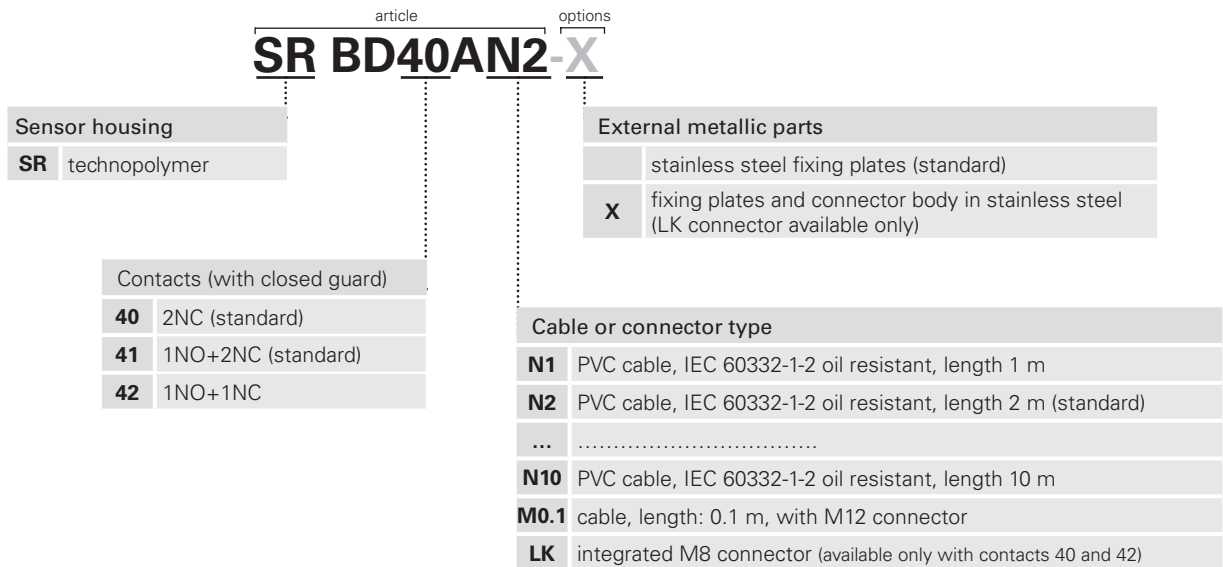 article
options
SR BD40AN2-X
Sensor housing
SR technopolymer
External metallic parts
stainless steel fixing plates (standard)
X fixing plates and connector body in stainless steel
(LK connector available only)
Contacts (with closed guard)
40 2NC (standard)
41 1NO+2NC (standard)
42 1NO+1NC
Cable or connector type
N1 PVC cable, IEC 60332-1-2 oil resistant, length 1 m
N2 PVC cable, IEC 60332-1-2 oil resistant, length 2 m (standard)
... .................................
N10 PVC cable, IEC 60332-1-2 oil resistant, length 10 m
M0.1 cable, length: 0.1 m, with M12 connector
LK integrated M8 connector (available only with contacts 40 and 42)